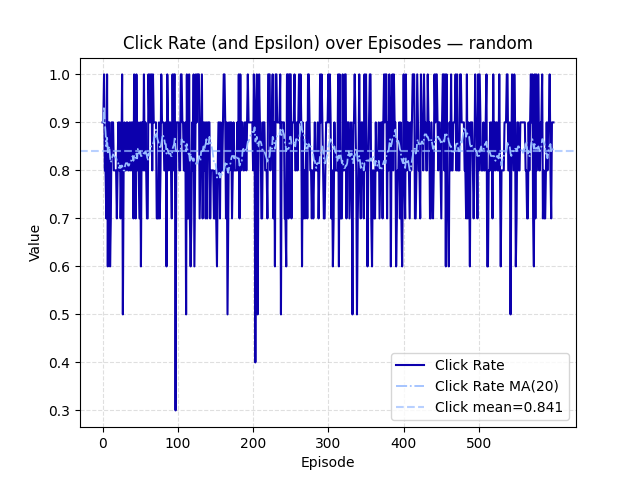 Click Rate (and Epsilon) over Episodes — random
Value
1.0
0.9
0.8
0.7
0.6
0.5
0.4
0.3
Click Rate
Click Rate MA(20)
Click mean=0.841
0 100 200 300 400 500
Episode